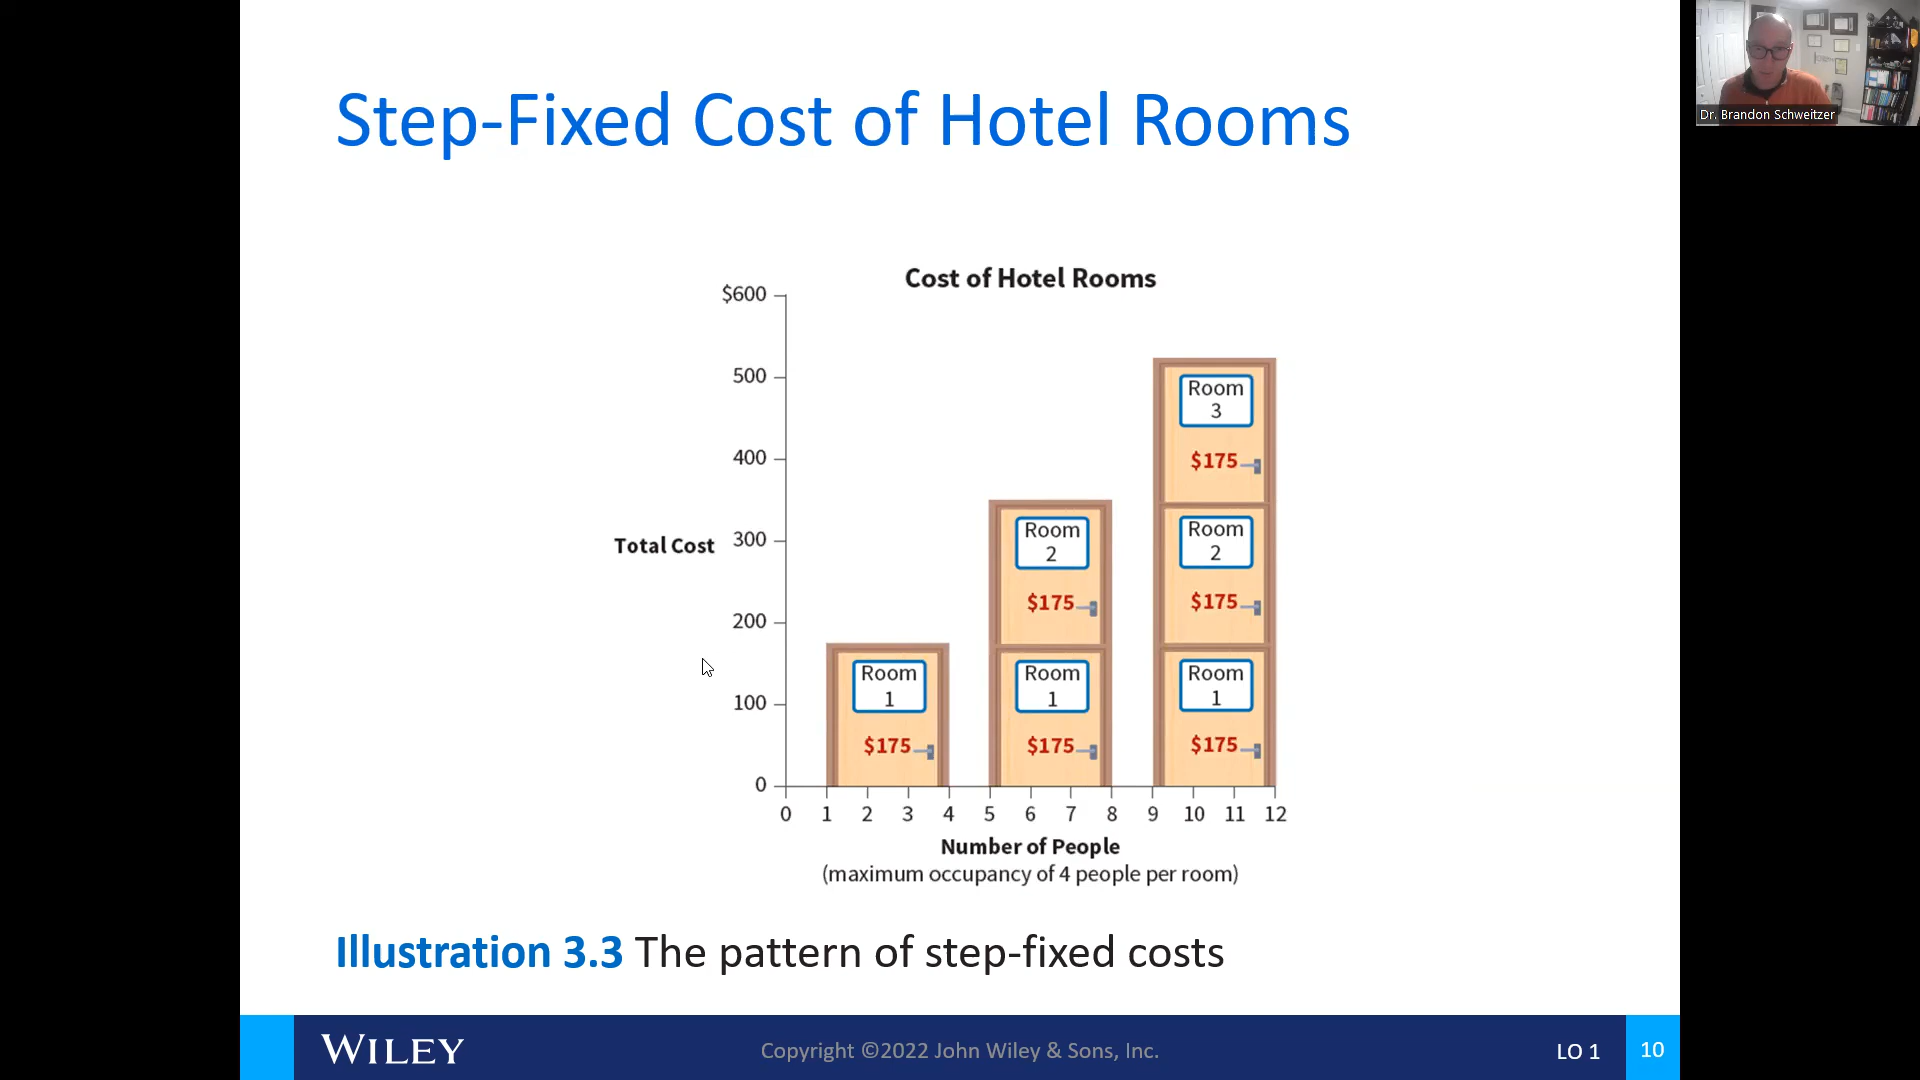 Step-Fixed Cost of Hotel Rooms
Dr. Brandon Schweitzer
Cost of Hotel Rooms
$600
500
400
300
200
100
0
Total Cost
Room
1
$175
Room
2
$175
Room
1
$175
Room
3
$175
Room
2
$175
Room
1
$175
0 1 2 3 4 5 6 7 8 9 10 11 12
Number of People
(maximum occupancy of 4 people per room)
Illustration 3.3 The pattern of step-fixed costs
WILEY
Copyright ©2022 John Wiley & Sons, Inc.
LO 1
10